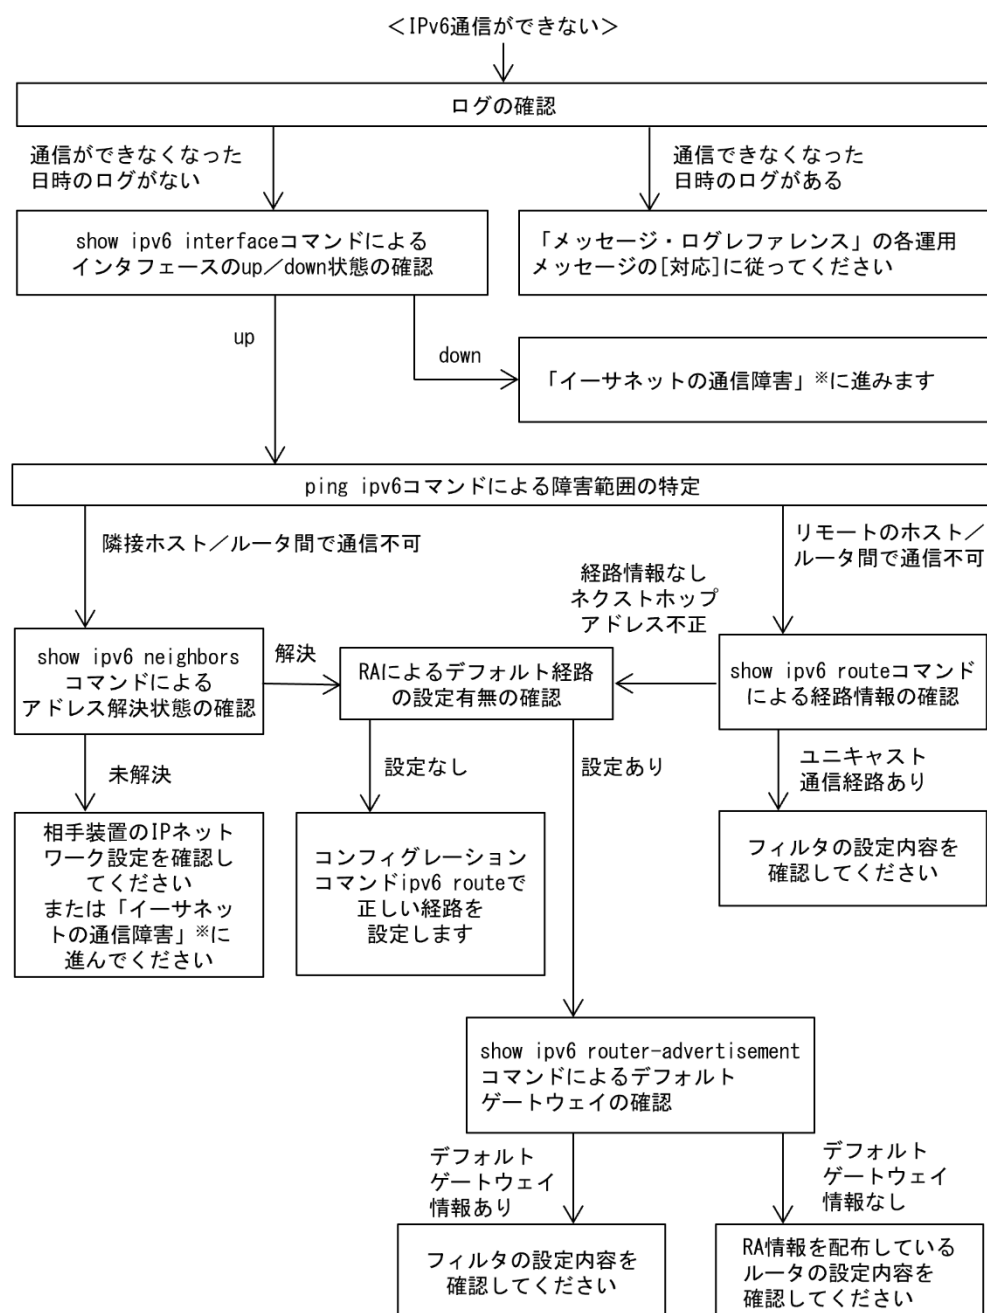 <IPv6通信ができない>
ログの確認
通信ができなくなった
日時のログがない
通信できなくなった
日時のログがある
show ipv6 interfaceコマンドによる
インタフェースのup/down状態の確認
「メッセージ・ログレファレンス」の各運用
メッセージの[対応]に従ってください
up
down
「イーサネットの通信障害」※に進みます
ping ipv6コマンドによる障害範囲の特定
隣接ホスト/ルータ間で通信不可
リモートのホスト/
ルータ間で通信不可
経路情報なし
ネクストホップ
アドレス不正
show ipv6 neighbors
コマンドによる
アドレス解決状態の確認
解決
RAによるデフォルト経路
の設定有無の確認
show ipv6 routeコマンド
による経路情報の確認
未解決
設定なし
設定あり
ユニキャスト
通信経路あり
相手装置のIPネット
ワーク設定を確認し
てください
または「イーサネッ
トの通信障害」※に
進んでください
コンフィグレーション
コマンドipv6 routeで
正しい経路を
設定します
フィルタの設定内容を
確認してください
show ipv6 router-advertisement
コマンドによるデフォルト
ゲートウェイの確認
デフォルト
ゲートウェイ
情報あり
デフォルト
ゲートウェイ
情報なし
フィルタの設定内容を
確認してください
RA情報を配布している
ルータの設定内容を
確認してください